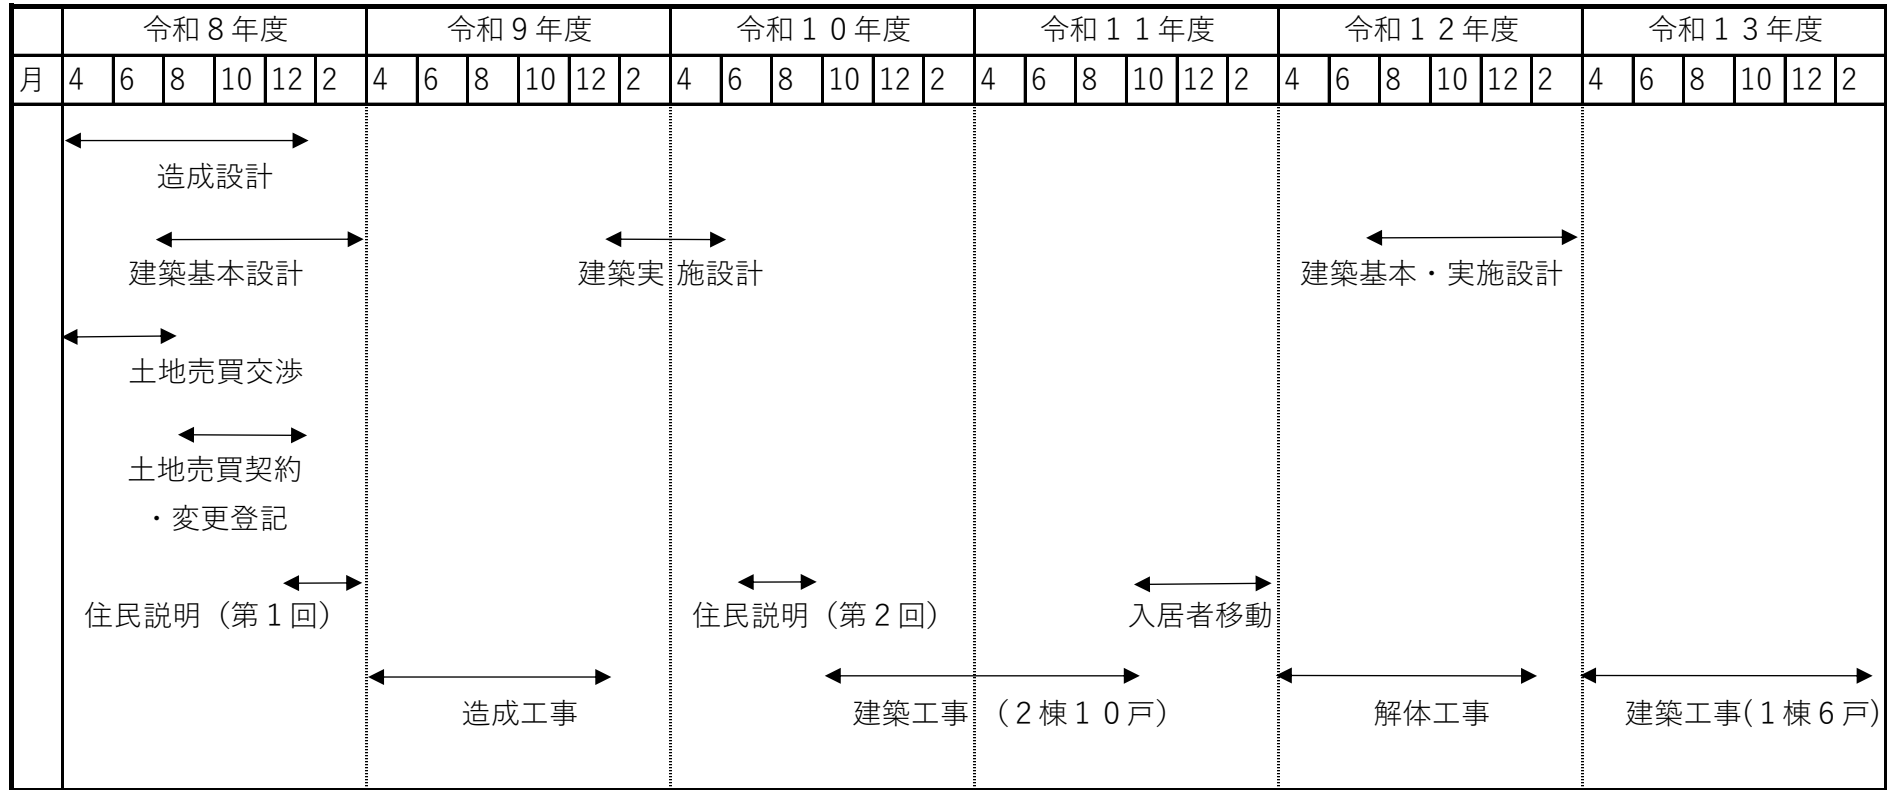 令和８年度 令和９年度 令和１０年度 令和１１年度 令和１２年度 令和１３年度
月 4 6 8 10 12 2 4 6 8 10 12 2 4 6 8 10 12 2 4 6 8 10 12 2 4 6 8 10 12 2 4 6 8 10 12 2
造成設計
建築基本設計 建築実施設計 建築基本・実施設計
土地売買交渉
土地売買契約
・変更登記
住民説明（第１回） 住民説明（第２回） 入居者移動
造成工事 建築工事（２棟１０戸） 解体工事 建築工事(１棟６戸)